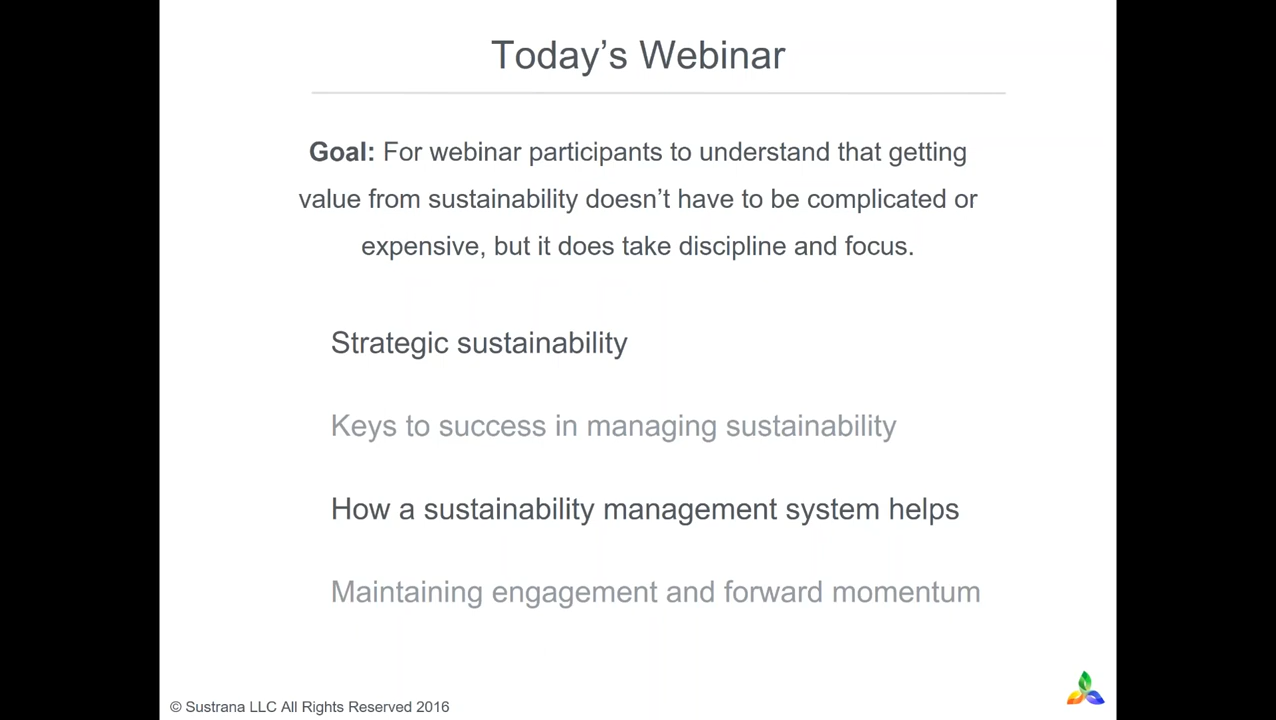 Today’s Webinar
Goal: For webinar participants to understand that getting
value from sustainability doesn’t have to be complicated or
expensive, but it does take discipline and focus.
Strategic sustainability
Keys to success in managing sustainability
How a sustainability management system helps
Maintaining engagement and forward momentum
© Sustrana LLC All Rights Reserved 2016